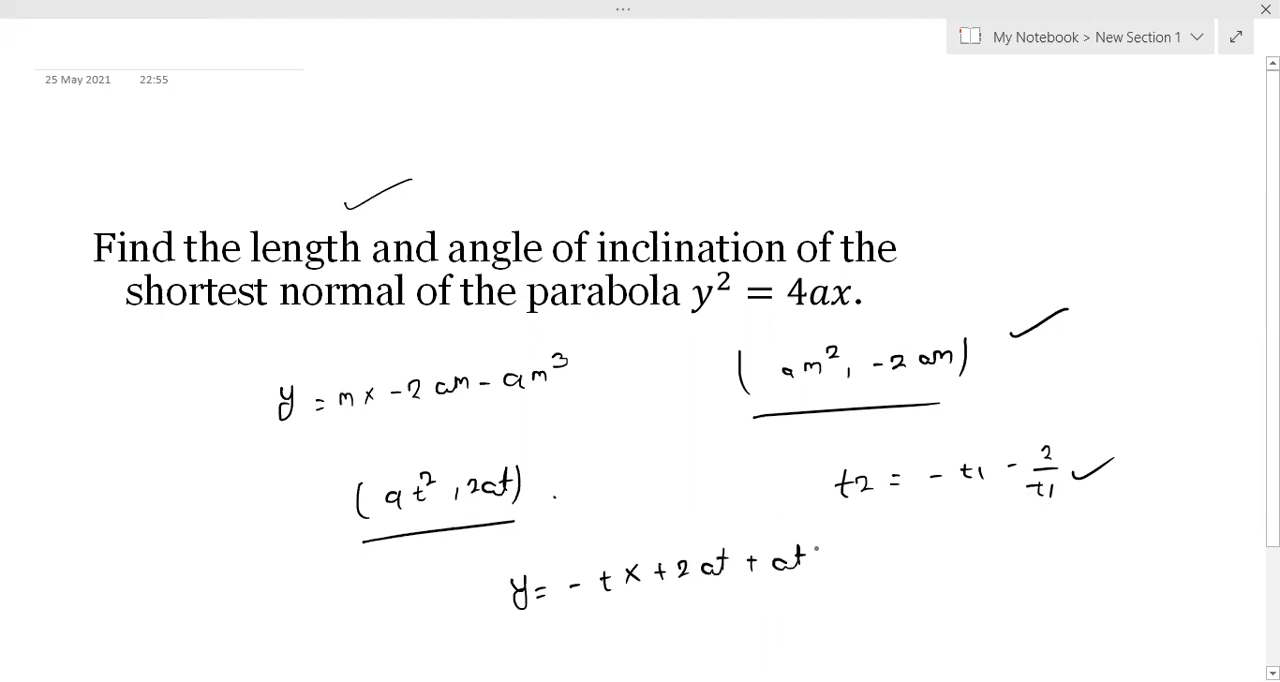 My Notebook > New Section 1
25 May 2021 22:55
Find the length and angle of inclination of the
shortest normal of the parabola y² = 4ax.
y = mx - 2am - am³
(am², -2am)
(at², 2at).
t2 = - t1 - 2/t1
y = - tx + 2at + at